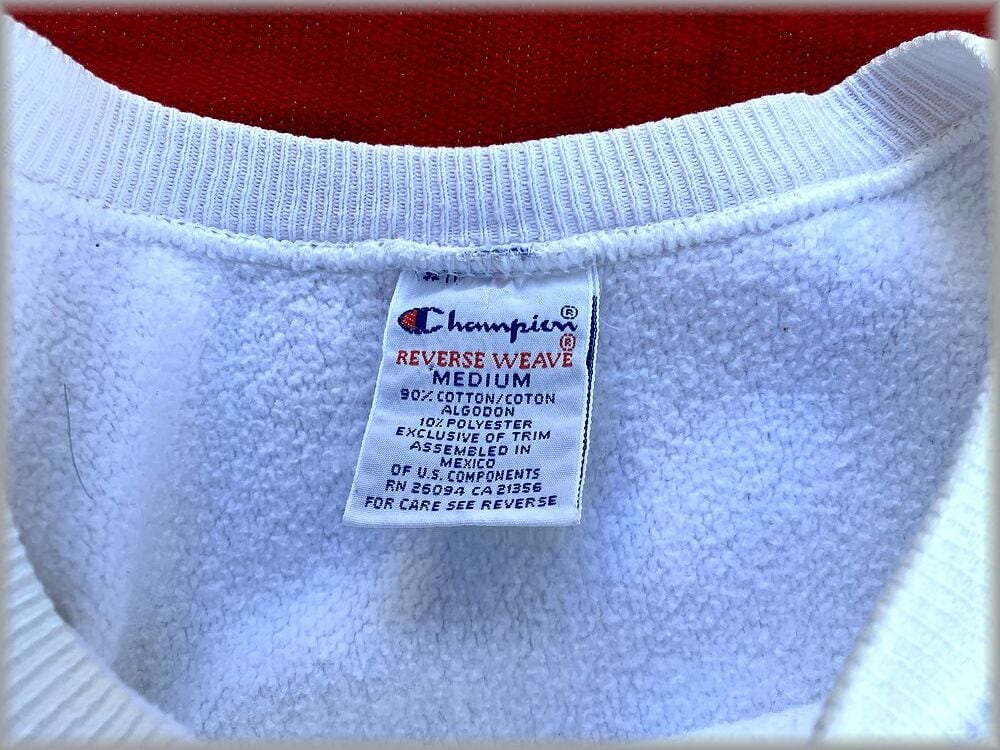 Champion®
®
REVERSE WEAVE
MEDIUM
90% COTTON/COTON
ALGODON
10% POLYESTER
EXCLUSIVE OF TRIM
ASSEMBLED IN
MEXICO
OF U.S. COMPONENTS
RN 26094 CA 21356
FOR CARE SEE REVERSE